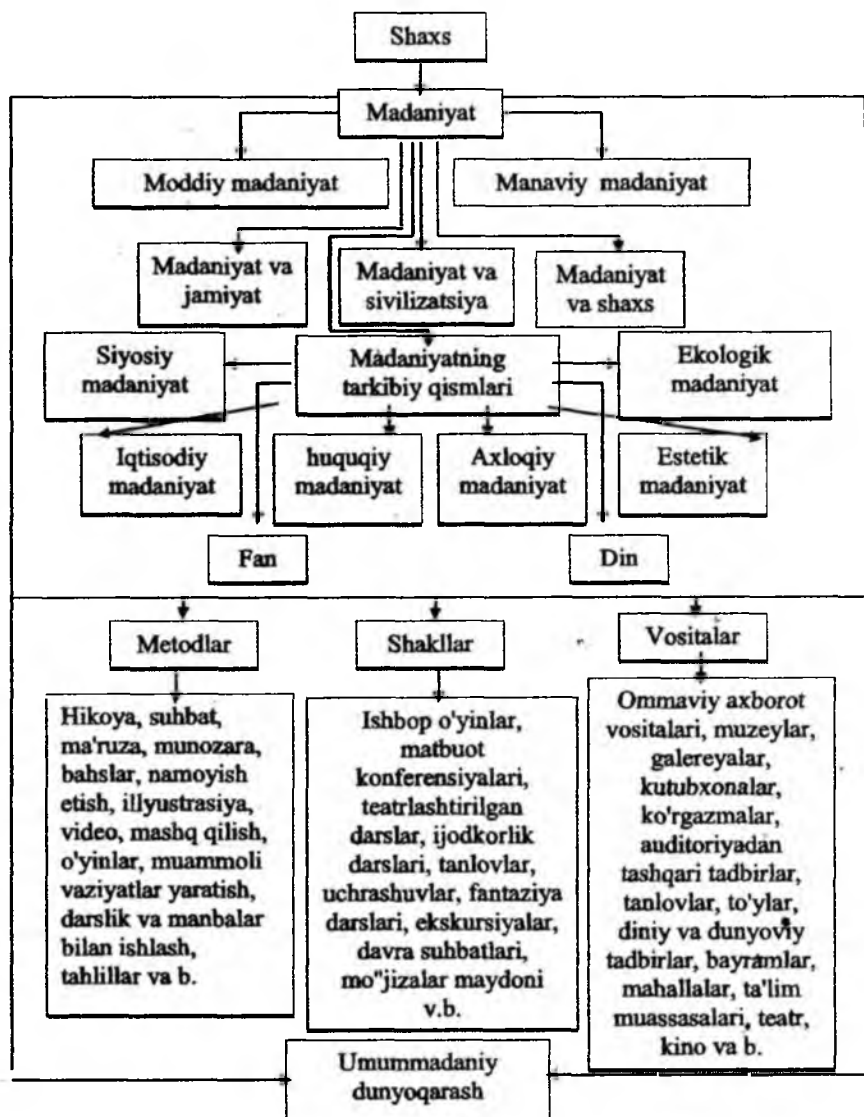 Shaxs
Madaniyat
Moddiy madaniyat
Manaviy madaniyat
Madaniyat va
jamiyat
Madaniyat va
sivilizatsiya
Madaniyat
va shaxs
Siyosiy
madaniyat
Madaniyatning
tarkibiy qismlari
Ekologik
madaniyat
Iqtisodiy
madaniyat
huquqiy
madaniyat
Axloqiy
madaniyat
Estetik
madaniyat
Fan
Din
Metodlar
Shakllar
Vositalar
Hikoya, suhbat,
ma'ruza, munozara,
bahslar, namoyish
etish, illyustrasiya,
video, mashq qilish,
o'yinlar, muammoli
vaziyatlar yaratish,
darslik va manbalar
bilan ishlash,
tahlillar va b.
Ishbop o'yinlar,
matbuot
konferensiyalari,
teatrlashtirilgan
darslar, ijodkorlik
darslari, tanlovlar,
uchrashuvlar, fantaziya
darslari, ekskursiyalar,
davra suhbatlari,
mo"jizalar maydoni
v.b.
Ommaviy axborot
vositalari, muzeylar,
galereyalar,
kutubxonalar,
ko'rgazmalar,
auditoriyadan
tashqari tadbirlar,
tanlovlar, to'ylar,
diniy va dunyoviy
tadbirlar, bayramlar,
mahallalar, ta'lim
muassasalari, teatr,
kino va b.
Umummadaniy
dunyoqarash